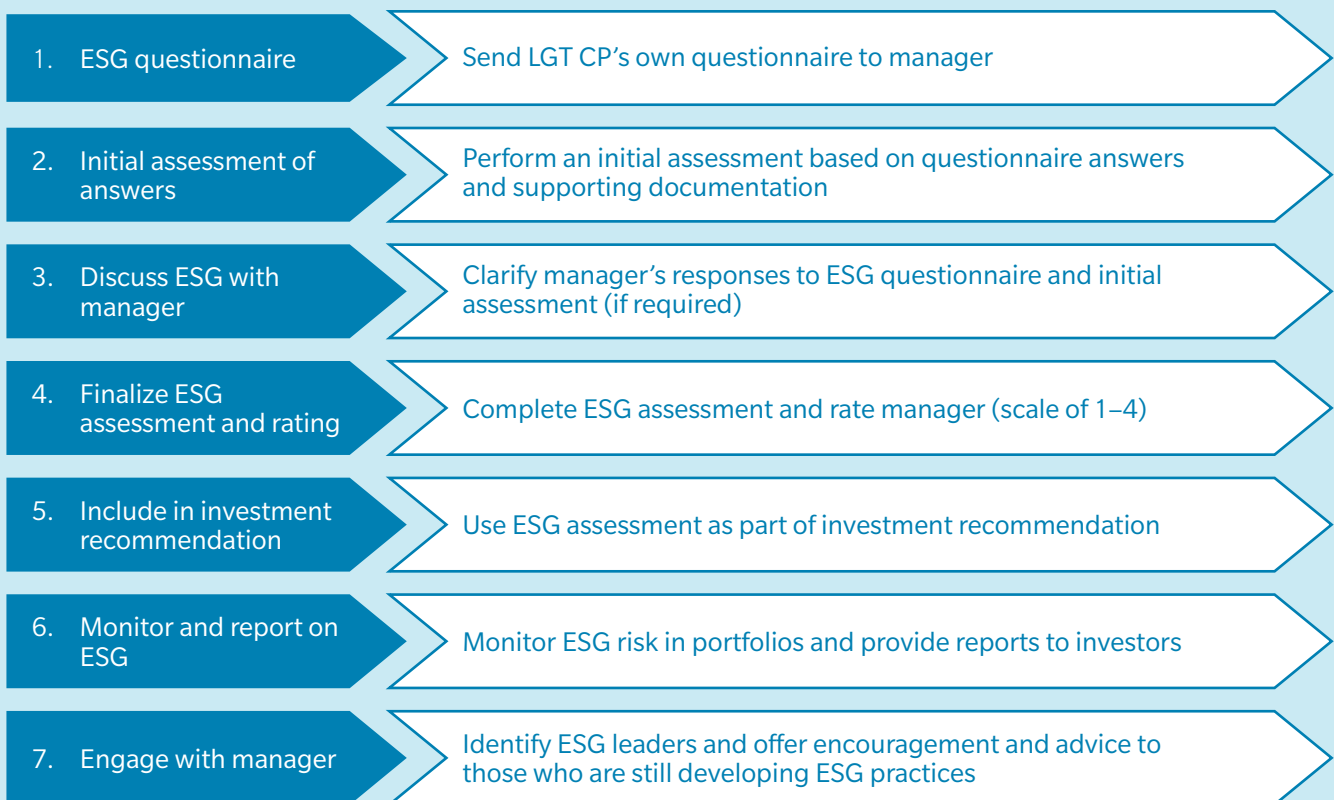 1. ESG questionnaire
Send LGT CP’s own questionnaire to manager
2. Initial assessment of
answers
Perform an initial assessment based on questionnaire answers
and supporting documentation
3. Discuss ESG with
manager
Clarify manager’s responses to ESG questionnaire and initial
assessment (if required)
4. Finalize ESG
assessment and rating
Complete ESG assessment and rate manager (scale of 1–4)
5. Include in investment
recommendation
Use ESG assessment as part of investment recommendation
6. Monitor and report on
ESG
Monitor ESG risk in portfolios and provide reports to investors
7. Engage with manager
Identify ESG leaders and offer encouragement and advice to
those who are still developing ESG practices